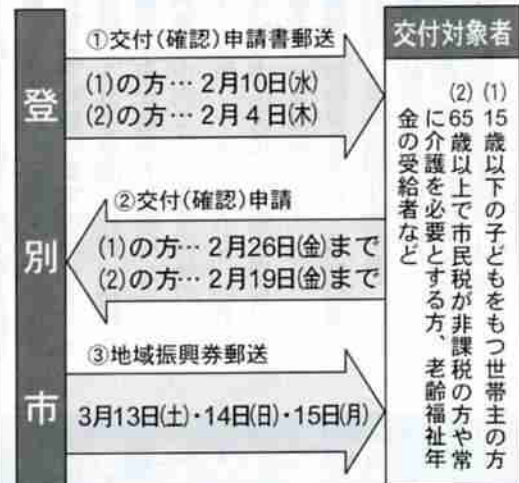 登別市
①交付(確認)申請書郵送
(1)の方…2月10日(水)
(2)の方…2月4日(木)
②交付(確認)申請
(1)の方…2月26日(金)まで
(2)の方…2月19日(金)まで
③地域振興券郵送
3月13日(土)・14日(日)・15日(月)
交付対象者
(1)15歳以下の子どもをもつ世帯主の方
(2)65歳以上で市民税が非課税の方や常
に介護を必要とする方、老齢福祉年
金の受給者など